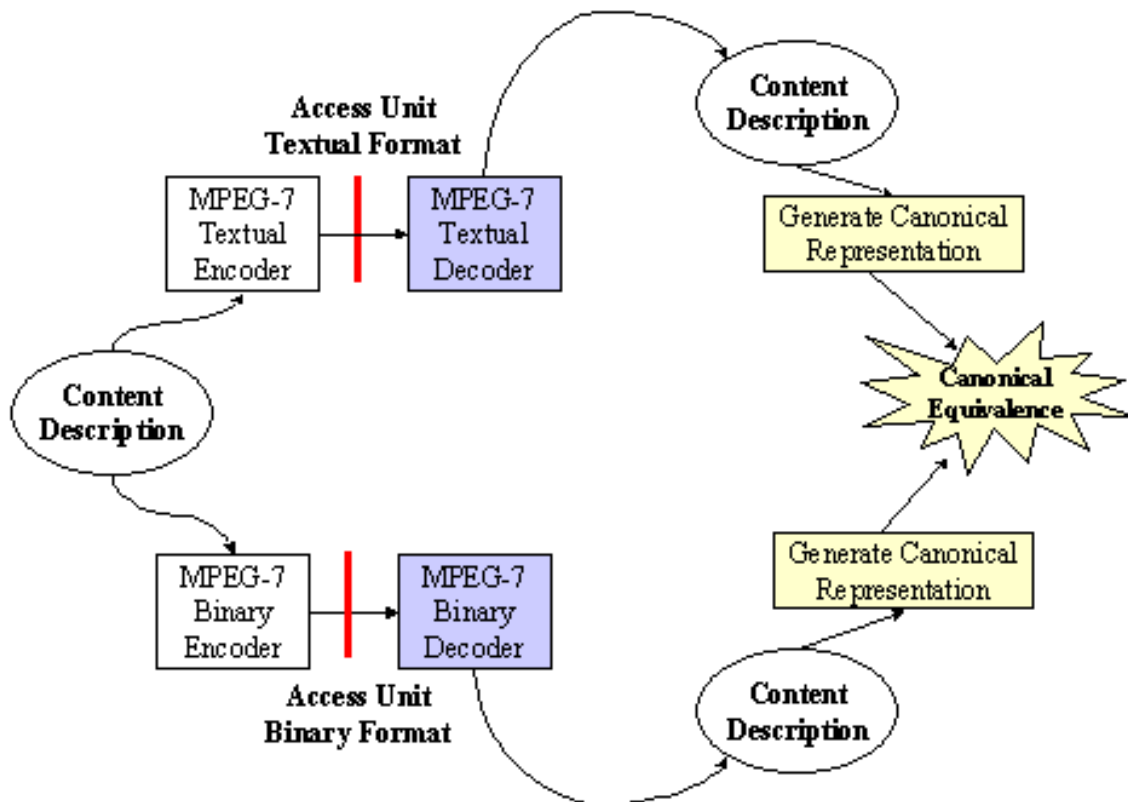 Content
Description
Access Unit
Textual Format
MPEG-7
Textual
Encoder
MPEG-7
Textual
Decoder
Generate Canonical
Representation
Content
Description
Canonical
Equivalence
MPEG-7
Binary
Encoder
MPEG-7
Binary
Decoder
Generate Canonical
Representation
Access Unit
Binary Format
Content
Description